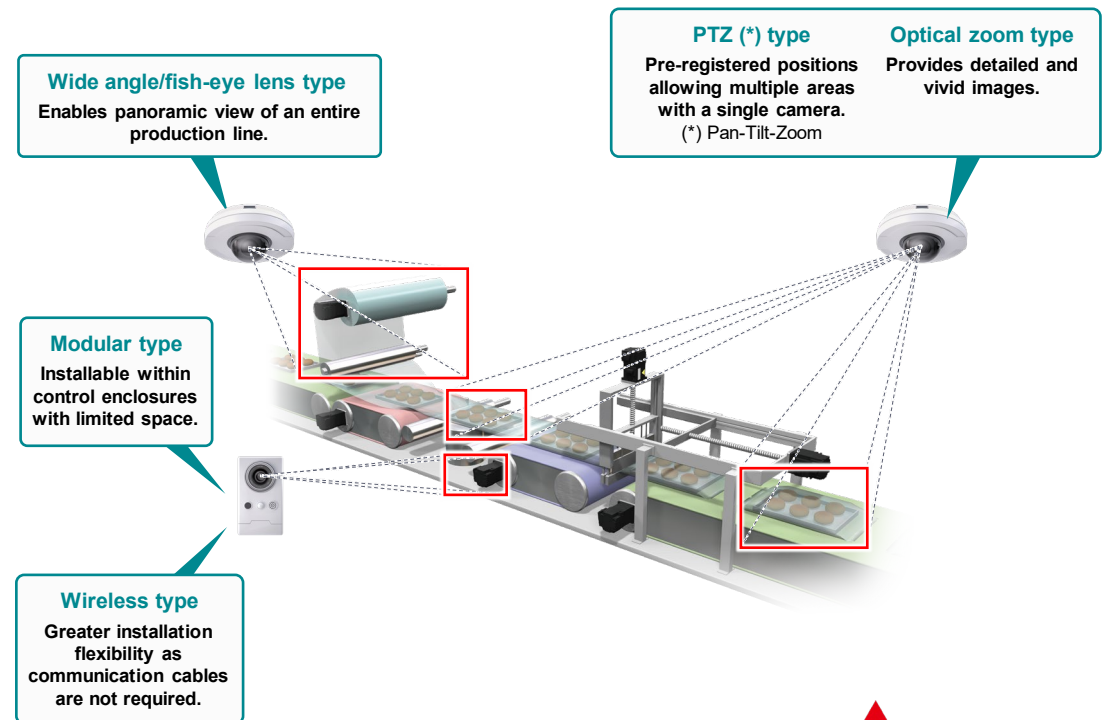 Wide angle/fish-eye lens type
Enables panoramic view of an entire
production line.
PTZ (*) type
Pre-registered positions
allowing multiple areas
with a single camera.
(*) Pan-Tilt-Zoom
Optical zoom type
Provides detailed and
vivid images.
Modular type
Installable within
control enclosures
with limited space.
Wireless type
Greater installation
flexibility as
communication cables
are not required.